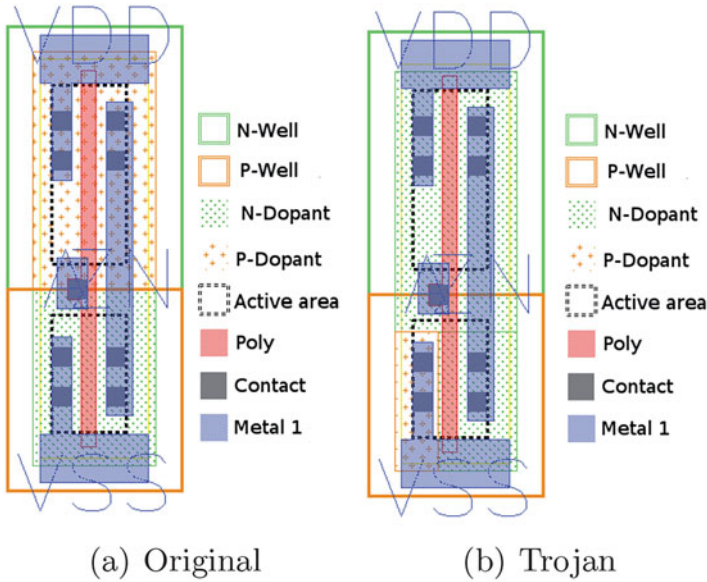 VDD
N-Well
P-Well
N-Dopant
P-Dopant
Active area
Poly
Contact
Metal 1
VSS
(a) Original
VDD
N-Well
P-Well
N-Dopant
P-Dopant
Active area
Poly
Contact
Metal 1
VSS
(b) Trojan